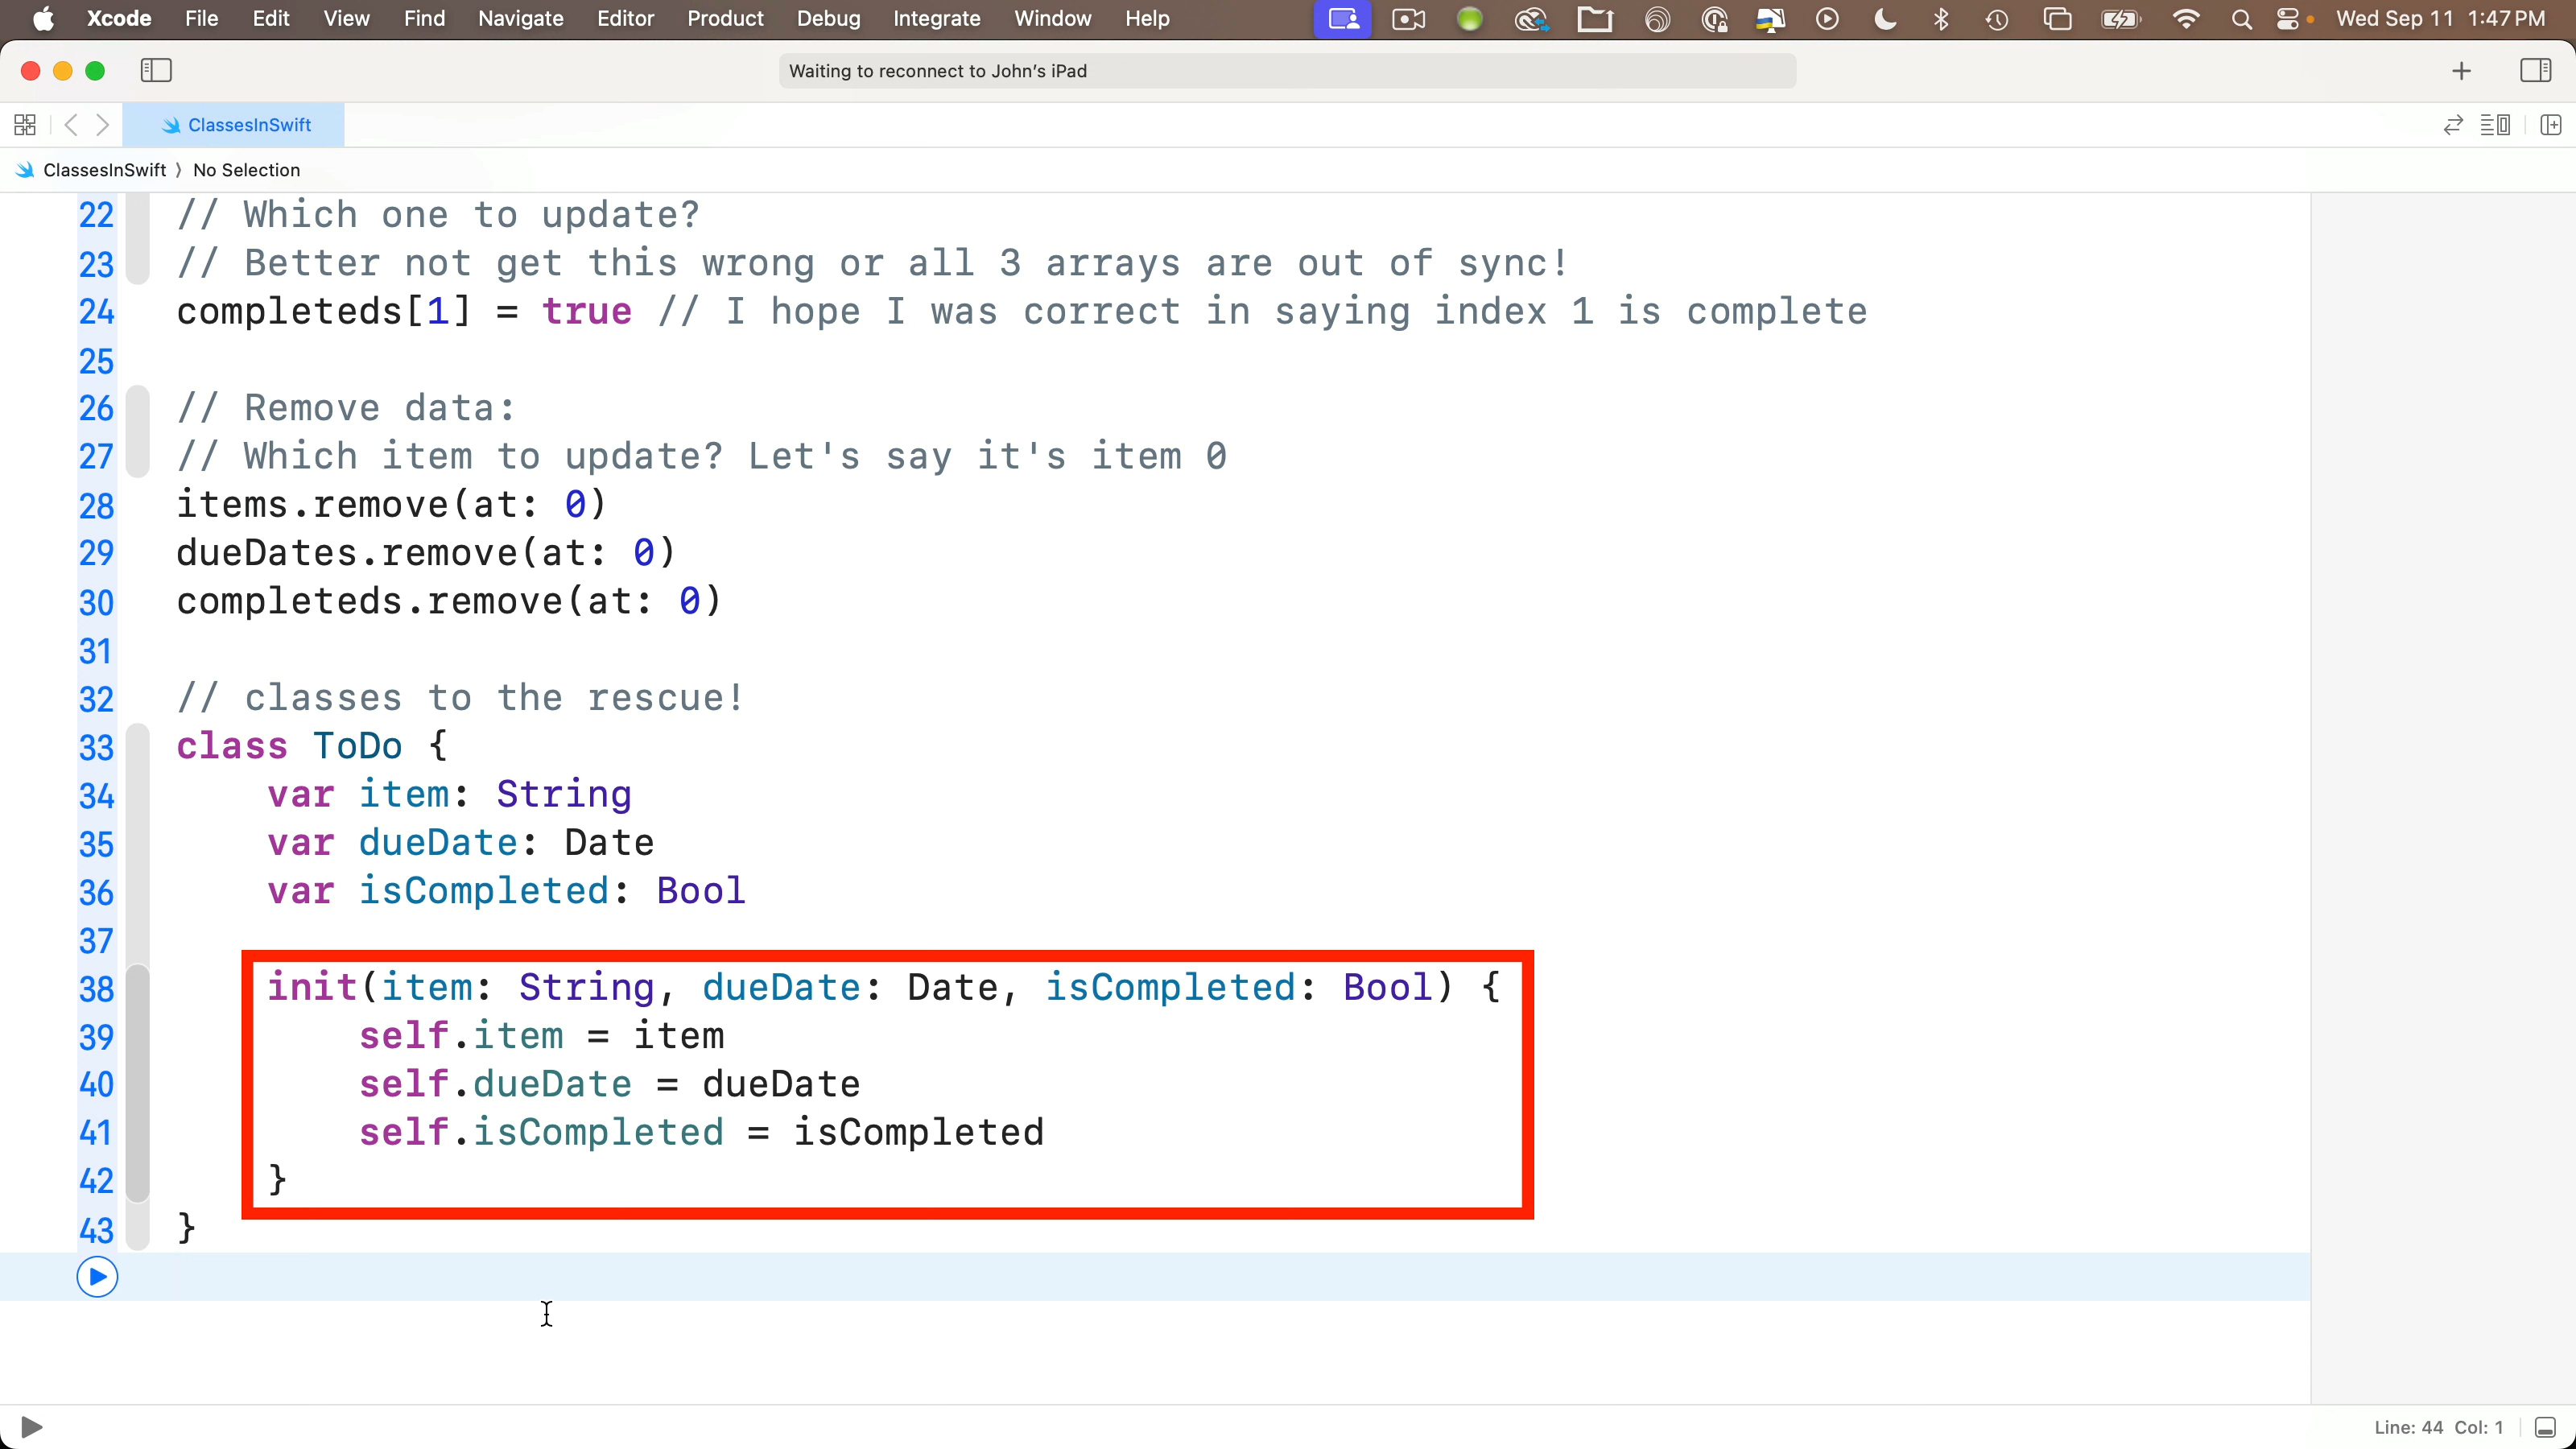 Xcode File Edit View Find Navigate Editor Product Debug Integrate Window Help Wed Sep 11 1:47 PM
Waiting to reconnect to John's iPad
ClassesInSwift
ClassesInSwift 〉 No Selection
22 // Which one to update?
23 // Better not get this wrong or all 3 arrays are out of sync!
24 completeds[1] = true // I hope I was correct in saying index 1 is complete
25
26 // Remove data:
27 // Which item to update? Let's say it's item 0
28 items.remove(at: 0)
29 dueDates.remove(at: 0)
30 completeds.remove(at: 0)
31
32 // classes to the rescue!
33 class ToDo {
34     var item: String
35     var dueDate: Date
36     var isCompleted: Bool
37
38     init(item: String, dueDate: Date, isCompleted: Bool) {
39         self.item = item
40         self.dueDate = dueDate
41         self.isCompleted = isCompleted
42     }
43 }
Line: 44 Col: 1